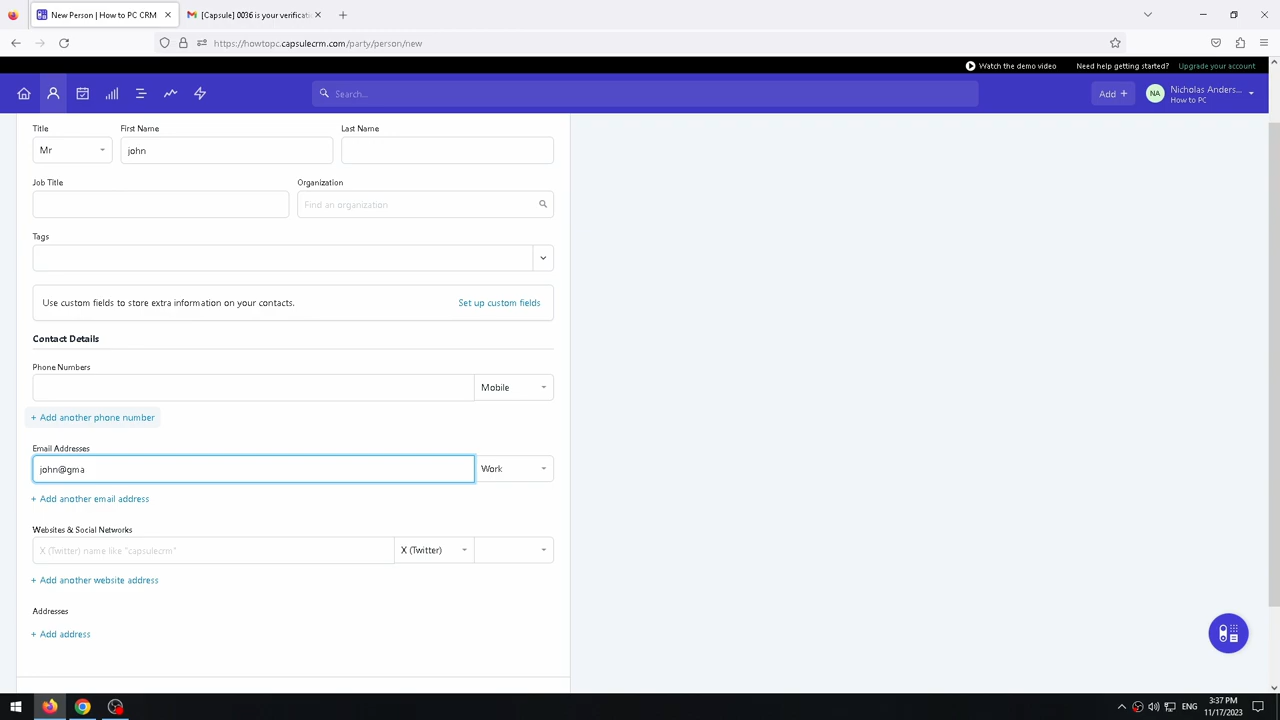 New Person | How to PC CRM
[Capsule] 0036 is your verificat
https://howtopc.capsulecrm.com/party/person/new
Watch the demo video
Need help getting started?
Upgrade your account
Search...
Add +
NA
Nicholas Anders...
How to PC
Title
First Name
Last Name
Mr
john
Job Title
Organization
Find an organization
Tags
Use custom fields to store extra information on your contacts.
Set up custom fields
Contact Details
Phone Numbers
Mobile
+ Add another phone number
Email Addresses
john@gma
Work
+ Add another email address
Websites & Social Networks
X (Twitter) name like "capsulecrm"
X (Twitter)
+ Add another website address
Addresses
+ Add address
ENG
3:37 PM
11/17/2023